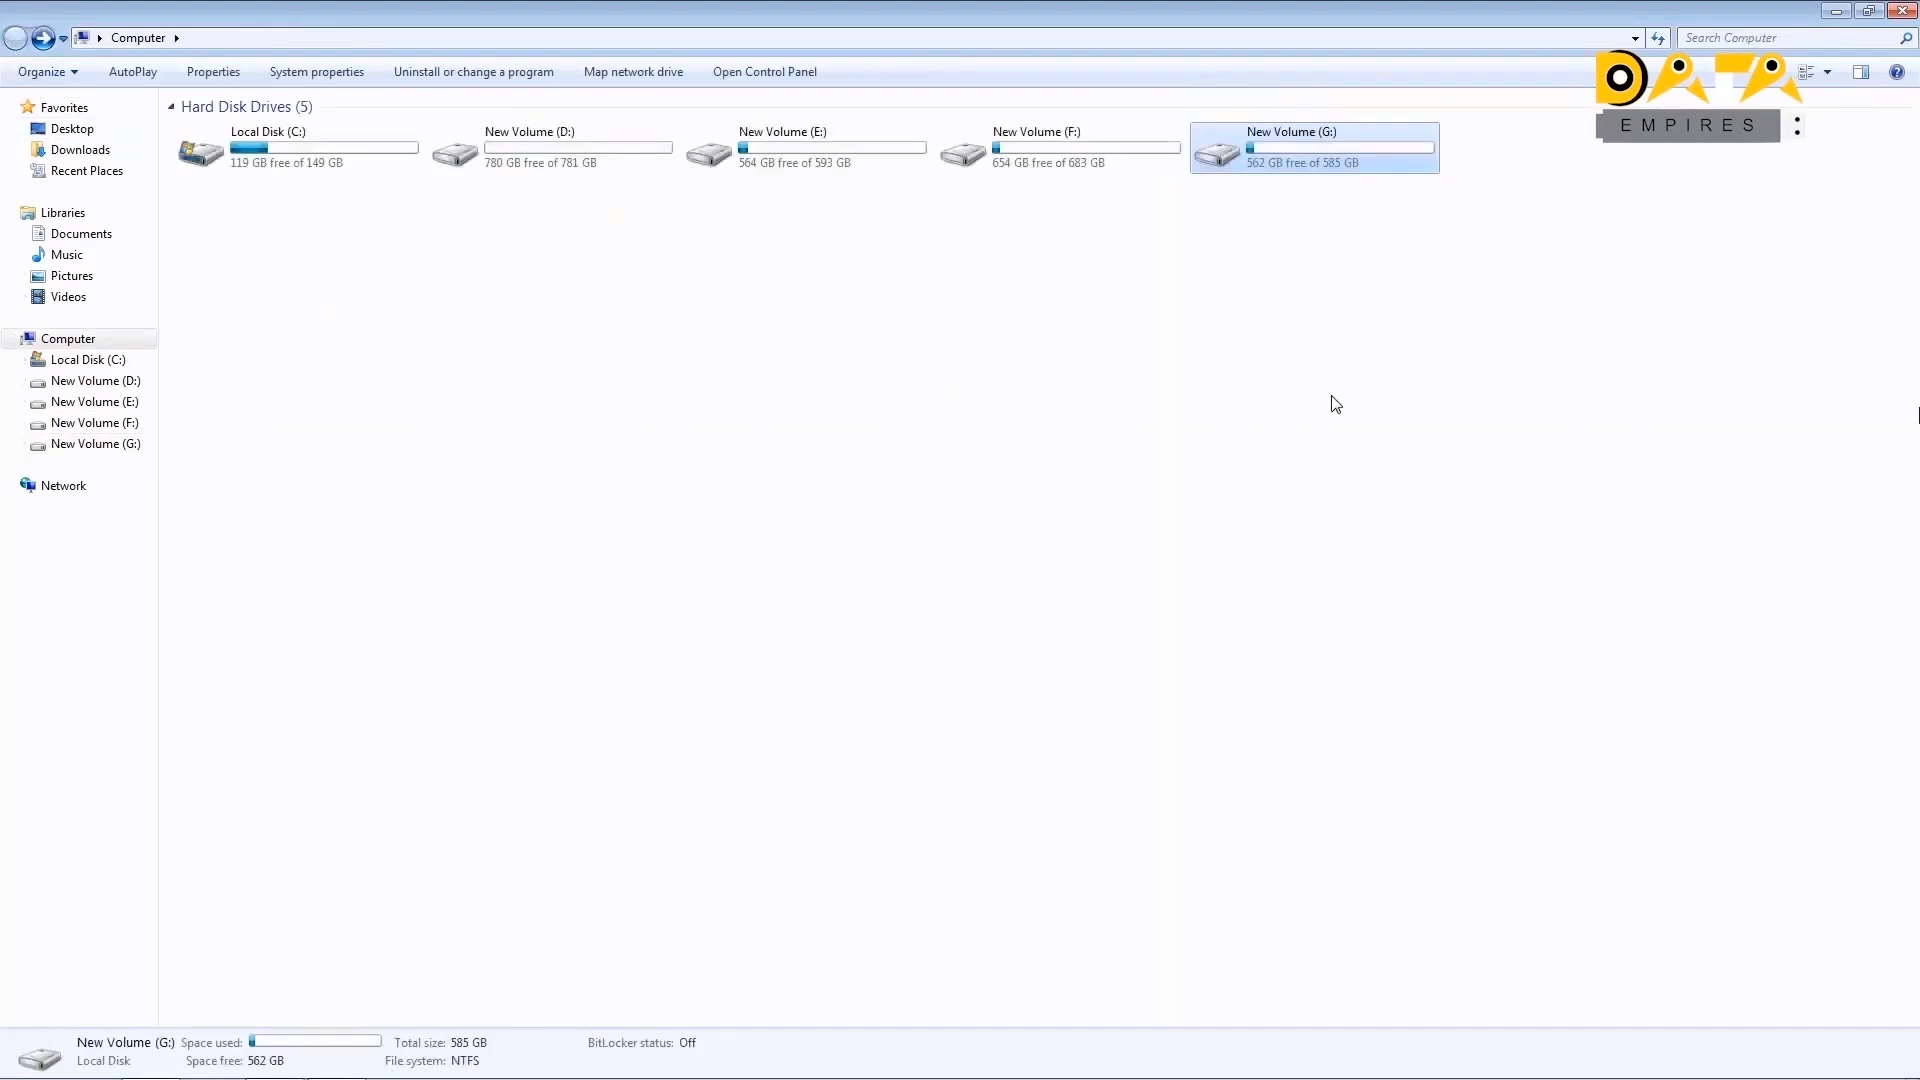 Computer
Search Computer
Organize
AutoPlay
Properties
System properties
Uninstall or change a program
Map network drive
Open Control Panel
DATA
EMPIRES :
Favorites
Desktop
Downloads
Recent Places
Libraries
Documents
Music
Pictures
Videos
Computer
Local Disk (C:)
New Volume (D:)
New Volume (E:)
New Volume (F:)
New Volume (G:)
Network
Hard Disk Drives (5)
Local Disk (C:)
119 GB free of 149 GB
New Volume (D:)
780 GB free of 781 GB
New Volume (E:)
564 GB free of 593 GB
New Volume (F:)
654 GB free of 683 GB
New Volume (G:)
562 GB free of 585 GB
New Volume (G:) Space used: Total size: 585 GB BitLocker status: Off
Local Disk Space free: 562 GB File system: NTFS